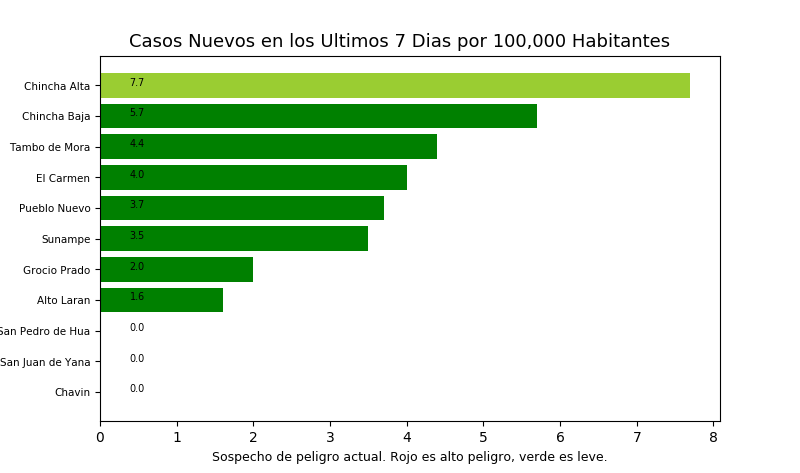 Casos Nuevos en los Ultimos 7 Dias por 100,000 Habitantes
Chincha Alta 7.7
Chincha Baja 5.7
Tambo de Mora 4.4
El Carmen 4.0
Pueblo Nuevo 3.7
Sunampe 3.5
Grocio Prado 2.0
Alto Laran 1.6
San Pedro de Hua 0.0
San Juan de Yana 0.0
Chavin 0.0
0 1 2 3 4 5 6 7 8
Sospecho de peligro actual. Rojo es alto peligro, verde es leve.